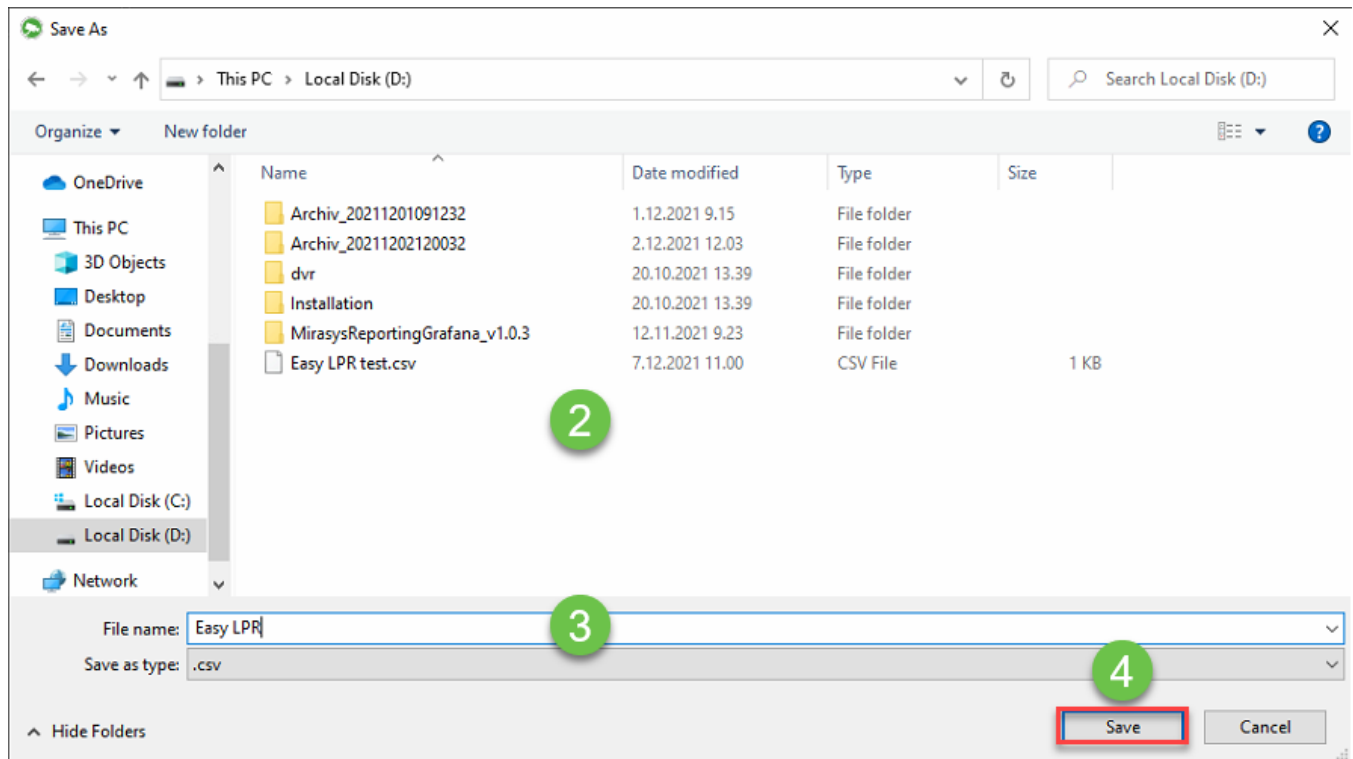 Save As
This PC > Local Disk (D:)
Search Local Disk (D:)
Organize New folder
?
OneDrive
This PC
3D Objects
Desktop
Documents
Downloads
Music
Pictures
Videos
Local Disk (C:)
Local Disk (D:)
Network
Name Date modified Type Size
Archiv_20211201091232 1.12.2021 9.15 File folder
Archiv_20211202120032 2.12.2021 12.03 File folder
dvr 20.10.2021 13.39 File folder
Installation 20.10.2021 13.39 File folder
MirasysReportingGrafana_v1.0.3 12.11.2021 9.23 File folder
Easy LPR test.csv 7.12.2021 11.00 CSV File 1 KB
2
File name: Easy LPR
3
Save as type: .csv
4
Hide Folders
Save Cancel